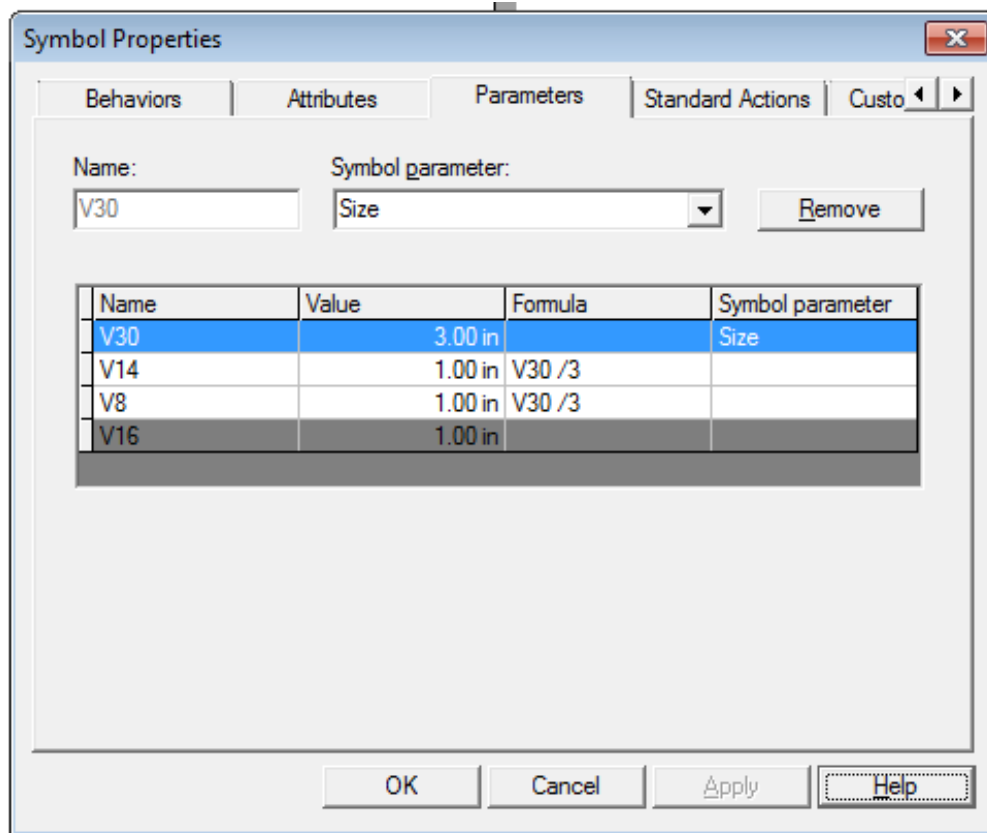 Symbol Properties
Behaviors Attributes Parameters Standard Actions Custo
Name: Symbol parameter:
V30 Size Remove
Name Value Formula Symbol parameter
V30 3.00 in Size
V14 1.00 in V30 /3
V8 1.00 in V30 /3
V16 1.00 in
OK Cancel Apply Help